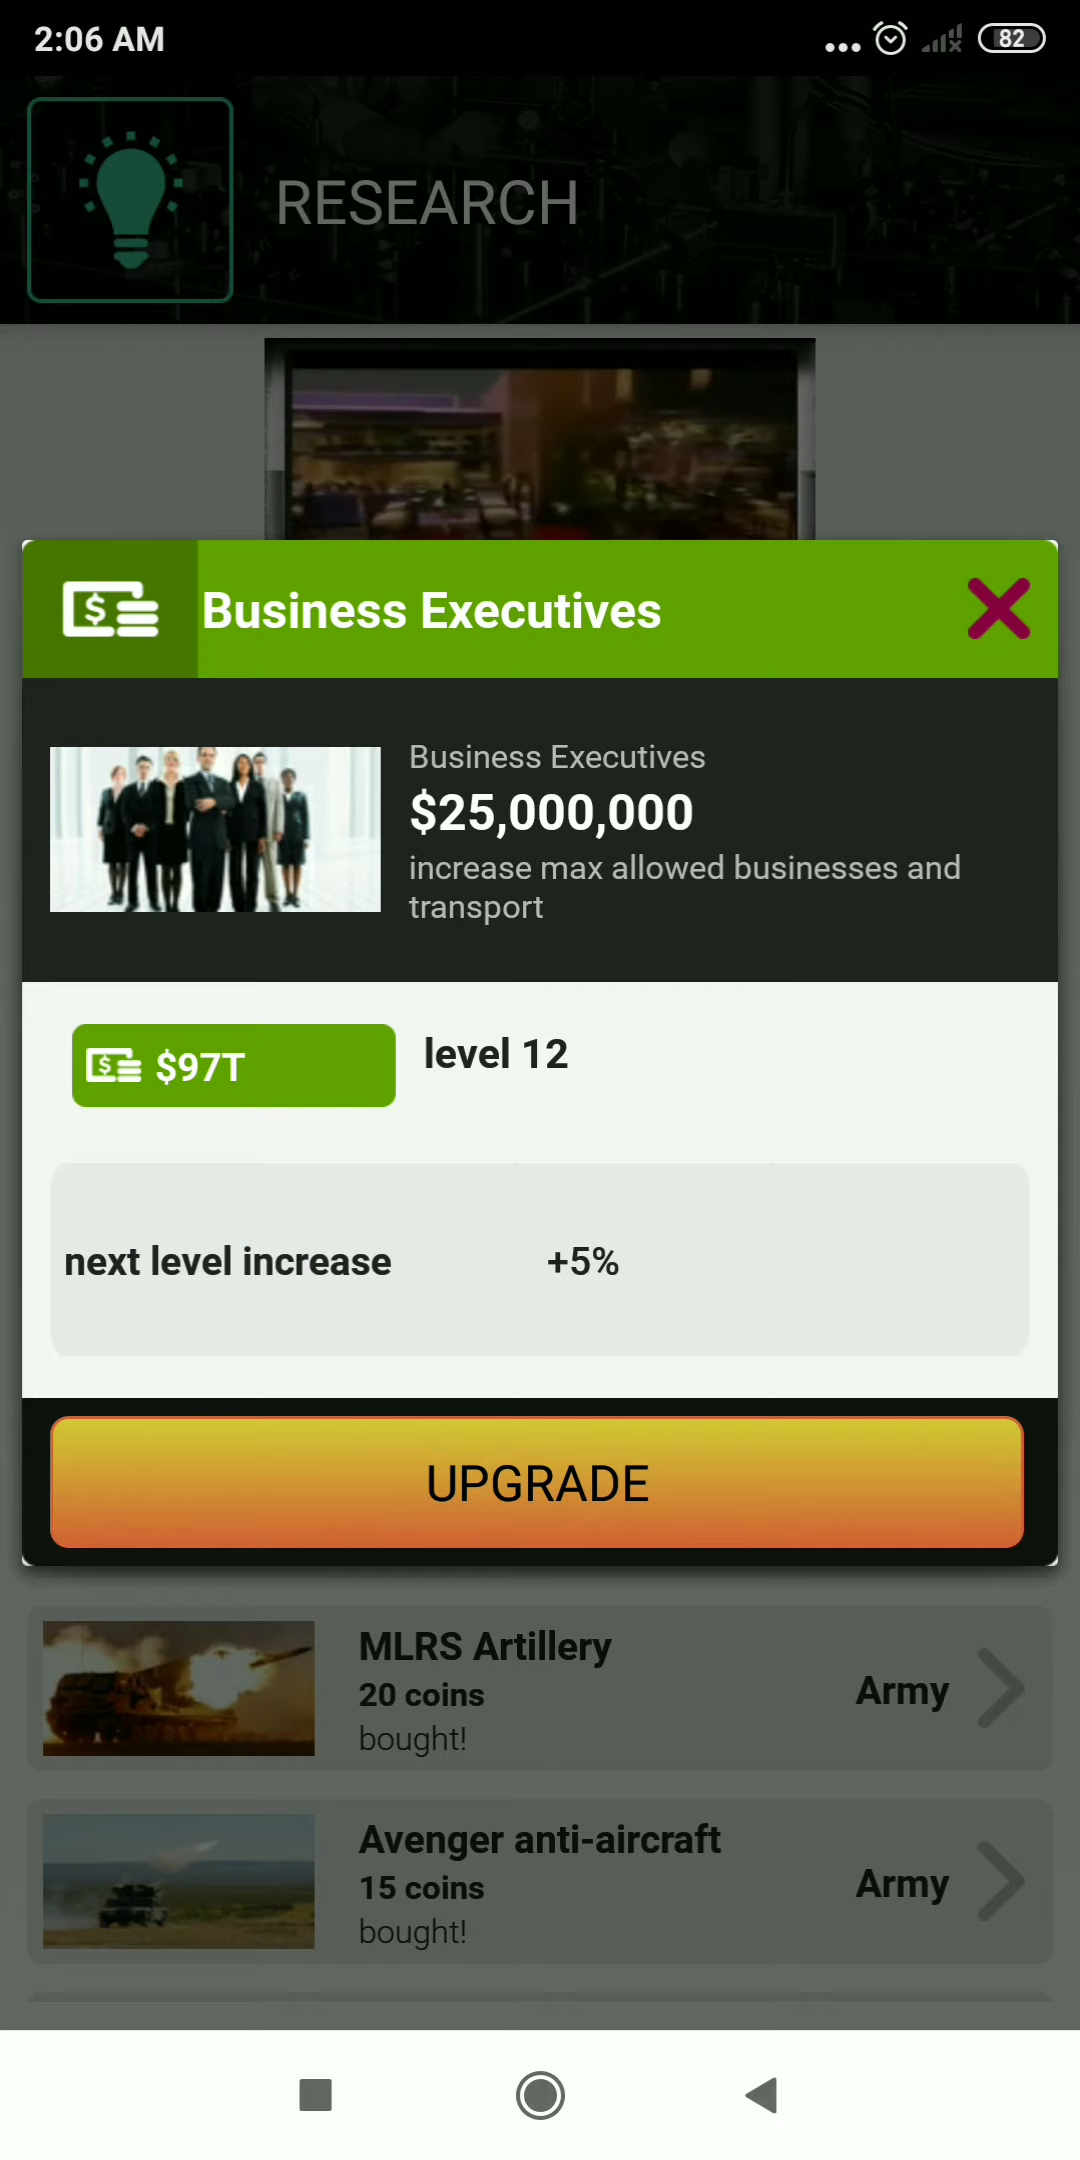 2:06 AM
82
RESEARCH
Business Executives
Business Executives
$25,000,000
increase max allowed businesses and
transport
$97T
level 12
next level increase +5%
UPGRADE
MLRS Artillery
20 coins
bought!
Army
Avenger anti-aircraft
15 coins
bought!
Army